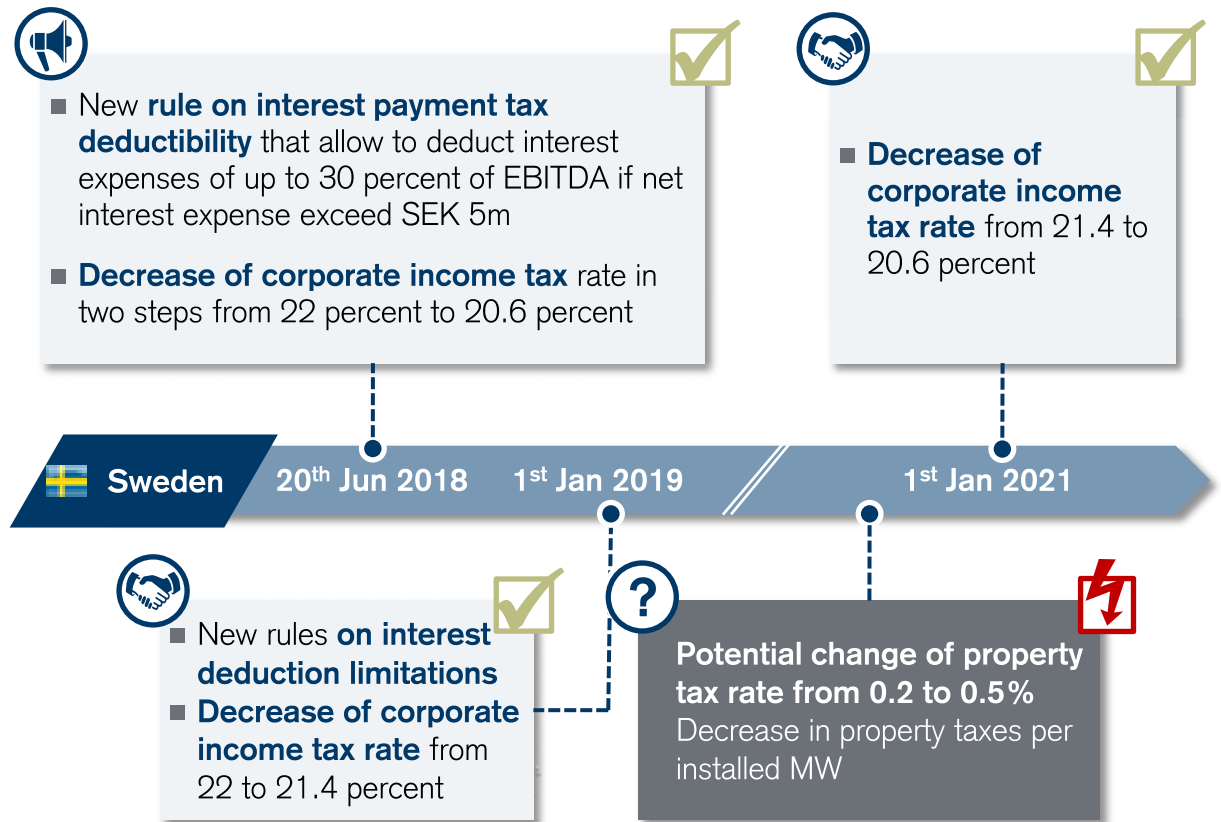 ■ New rule on interest payment tax
deductibility that allow to deduct interest
expenses of up to 30 percent of EBITDA if net
interest expense exceed SEK 5m
■ Decrease of corporate income tax rate in
two steps from 22 percent to 20.6 percent
■ Decrease of
corporate income
tax rate from 21.4 to
20.6 percent
Sweden
20th Jun 2018
1st Jan 2019
1st Jan 2021
■ New rules on interest
deduction limitations
■ Decrease of corporate
income tax rate from
22 to 21.4 percent
?
Potential change of property
tax rate from 0.2 to 0.5%
Decrease in property taxes per
installed MW